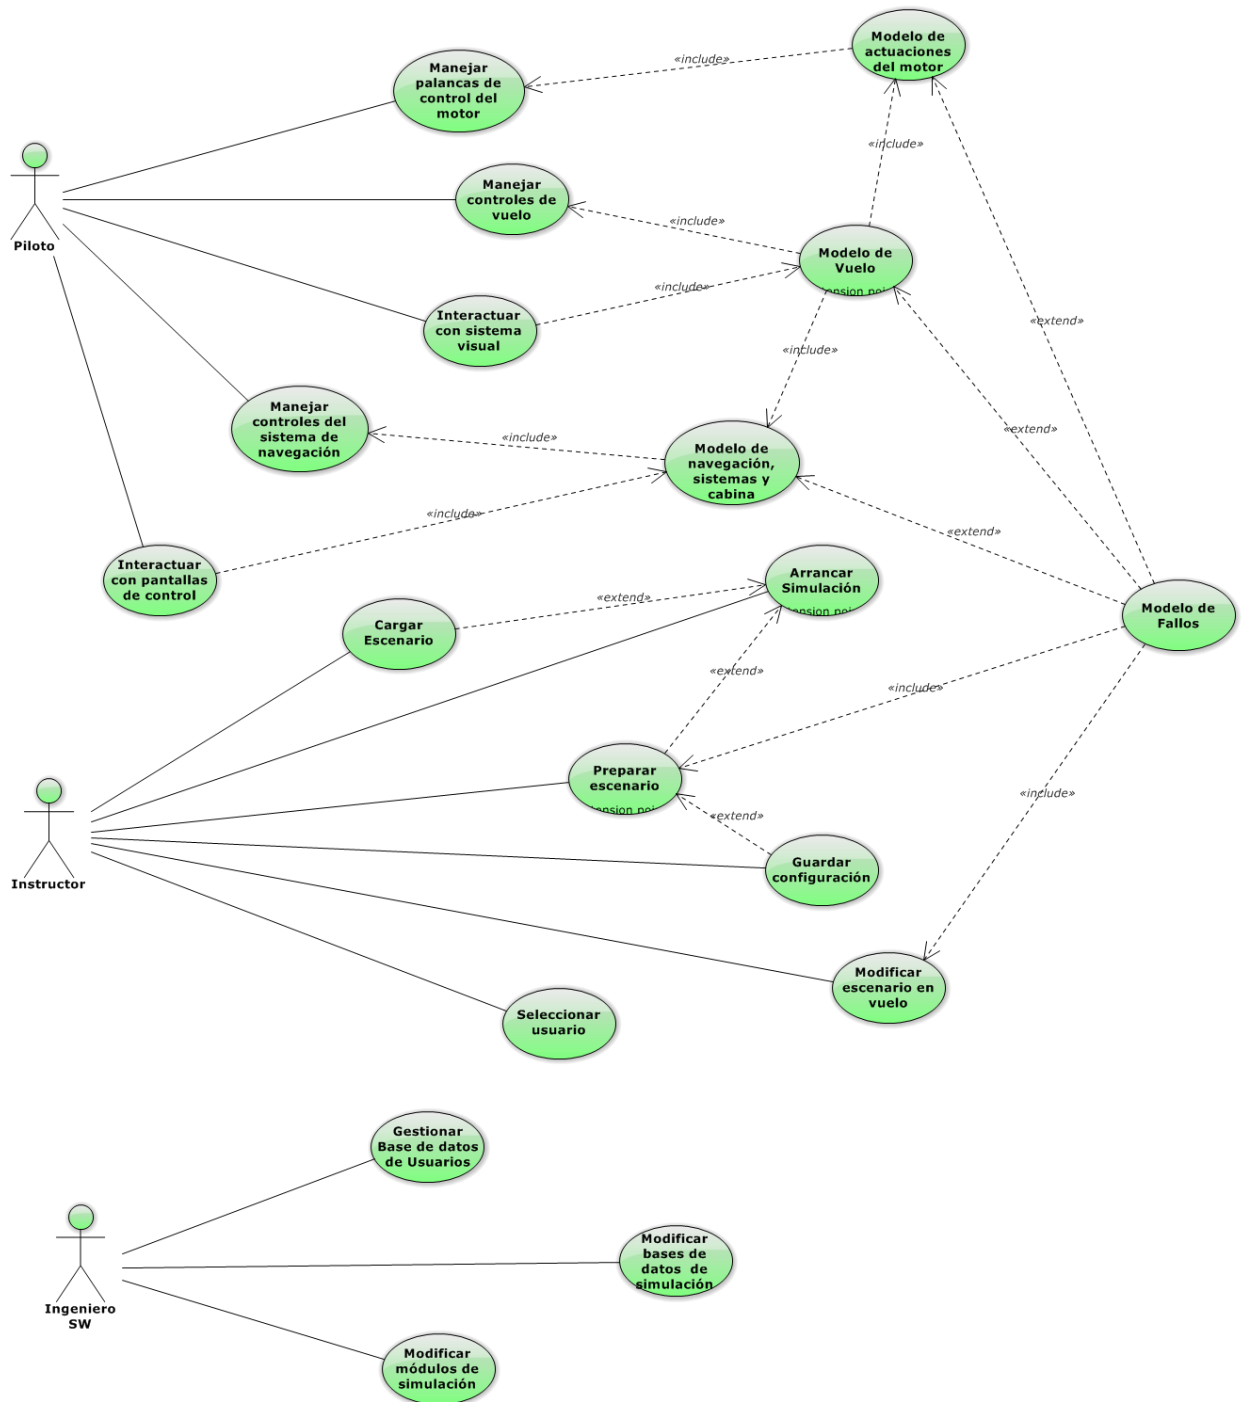 Modelo de
actuaciones
del motor
«include»
Manejar
palancas de
control del
motor
«include»
Piloto
Manejar
controles de
vuelo
«include»
Modelo de
Vuelo
«include»
Interactuar
con sistema
visual
«extend»
«include»
Manejar
controles del
sistema de
navegación
«include»
«extend»
Modelo de
navegación,
sistemas y
cabina
«include»
«extend»
Interactuar
con pantallas
de control
Arrancar
Simulación
«extend»
Cargar
Escenario
Modelo de
Fallos
«extend»
«include»
Preparar
escenario
«extend»
«include»
Guardar
configuración
Instructor
Modificar
escenario en
vuelo
Seleccionar
usuario
Gestionar
Base de datos
de Usuarios
Modificar
bases de
datos de
simulación
Ingeniero
SW
Modificar
módulos de
simulación